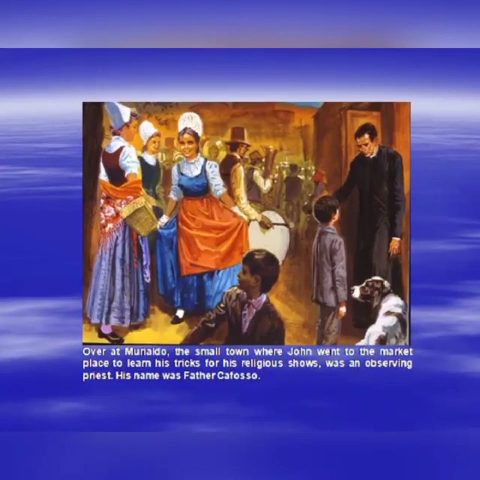 Over at Murialdo, the small town where John went to the market
place to learn his tricks for his religious shows, was an observing
priest. His name was Father Cafosso.